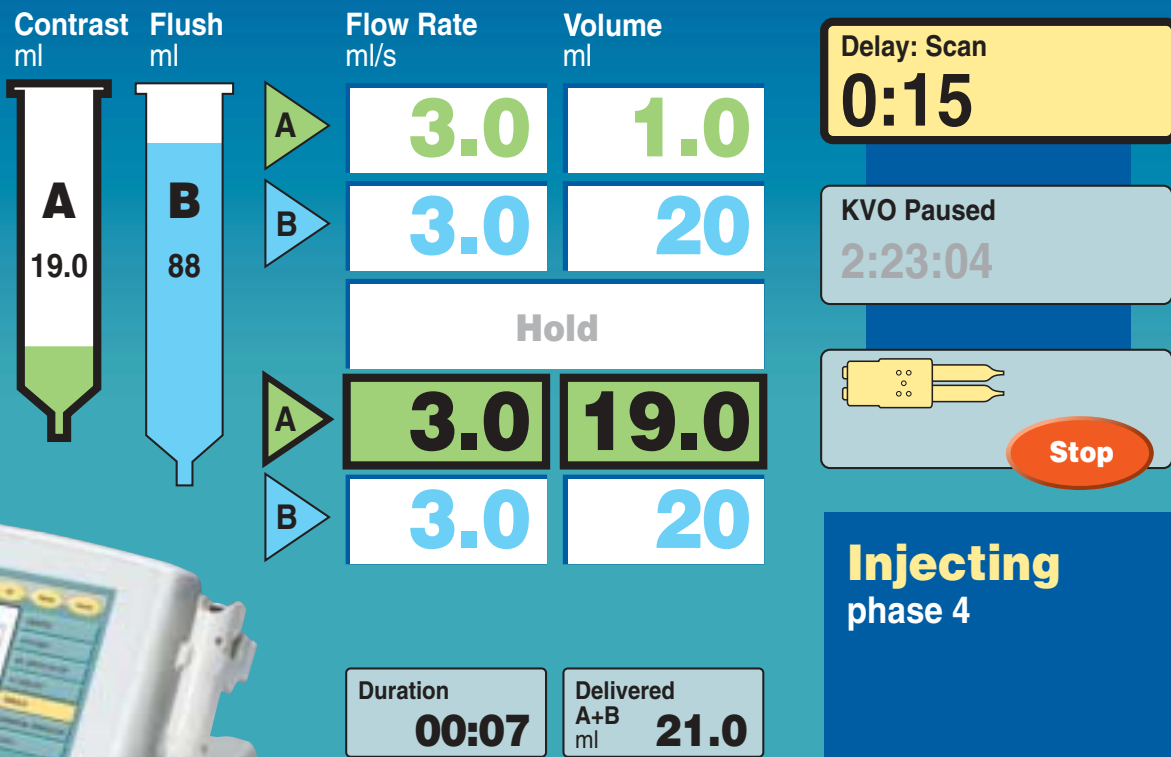 Contrast Flush
ml ml
Flow Rate Volume
ml/s ml
A
19.0
B
88
A 3.0 1.0
B 3.0 20
Hold
A 3.0 19.0
B 3.0 20
Duration
00:07
Delivered
A+B
ml 21.0
Delay: Scan
0:15
KVO Paused
2:23:04
Stop
Injecting
phase 4